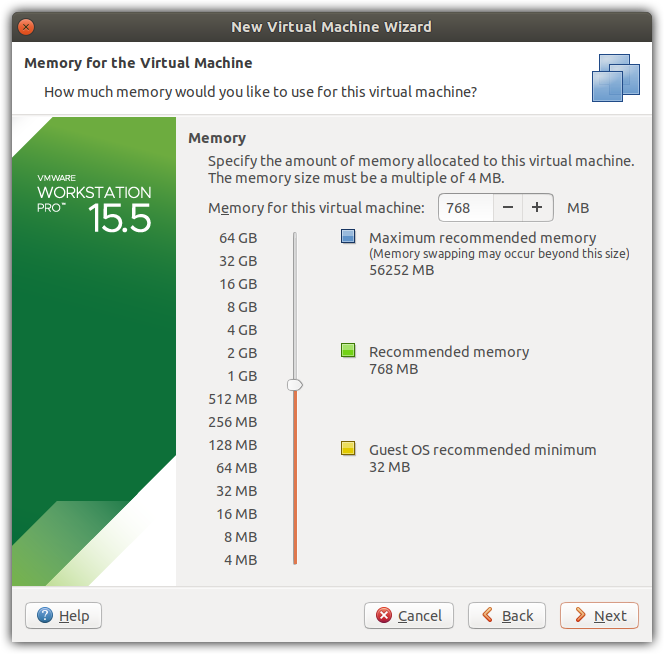 New Virtual Machine Wizard
Memory for the Virtual Machine
How much memory would you like to use for this virtual machine?
VMWARE
WORKSTATION
PRO™
15.5
Memory
Specify the amount of memory allocated to this virtual machine.
The memory size must be a multiple of 4 MB.
Memory for this virtual machine: 768 − + MB
64 GB
32 GB
16 GB
8 GB
4 GB
2 GB
1 GB
512 MB
256 MB
128 MB
64 MB
32 MB
16 MB
8 MB
4 MB
Maximum recommended memory
(Memory swapping may occur beyond this size)
56252 MB
Recommended memory
768 MB
Guest OS recommended minimum
32 MB
Help Cancel Back Next